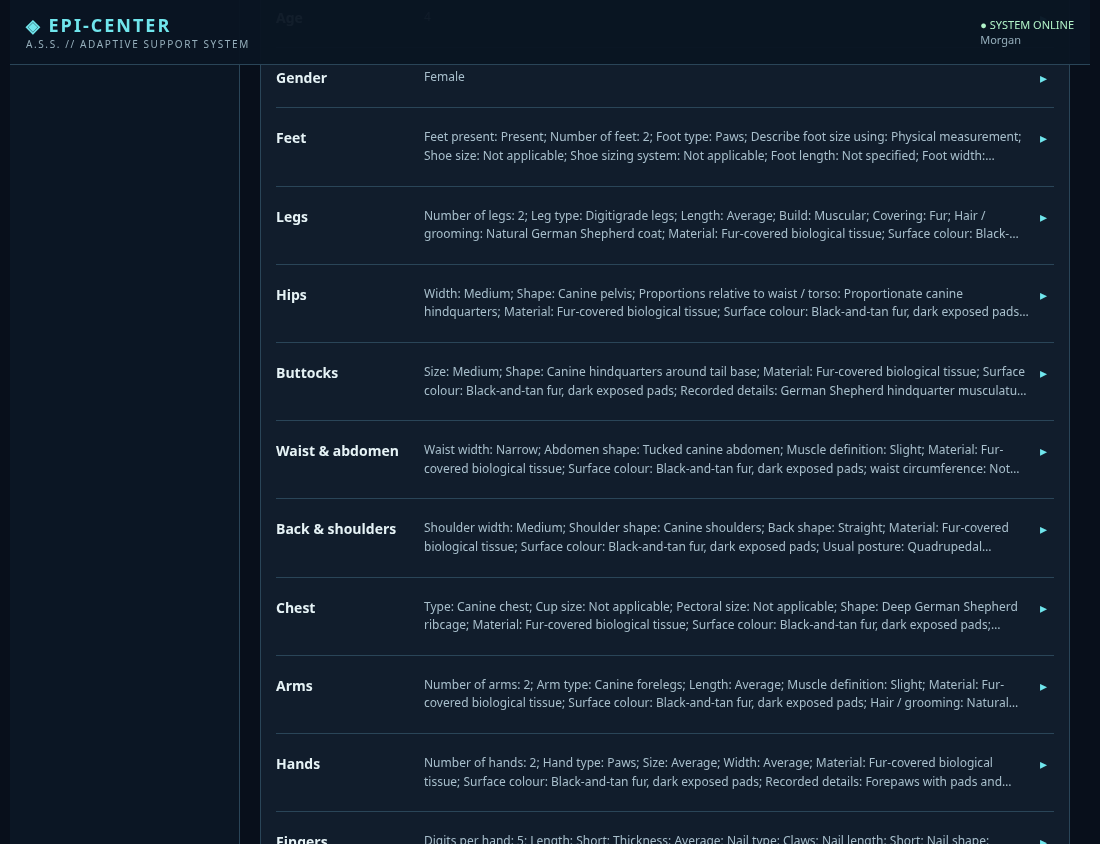 ◈ EPI-CENTER
A.S.S. // ADAPTIVE SUPPORT SYSTEM
● SYSTEM ONLINE
Morgan
Age 4
Gender Female ►
Feet Feet present: Present; Number of feet: 2; Foot type: Paws; Describe foot size using: Physical measurement; ►
Shoe size: Not applicable; Shoe sizing system: Not applicable; Foot length: Not specified; Foot width:…
Legs Number of legs: 2; Leg type: Digitigrade legs; Length: Average; Build: Muscular; Covering: Fur; Hair / ►
grooming: Natural German Shepherd coat; Material: Fur-covered biological tissue; Surface colour: Black-…
Hips Width: Medium; Shape: Canine pelvis; Proportions relative to waist / torso: Proportionate canine ►
hindquarters; Material: Fur-covered biological tissue; Surface colour: Black-and-tan fur, dark exposed pads…
Buttocks Size: Medium; Shape: Canine hindquarters around tail base; Material: Fur-covered biological tissue; Surface ►
colour: Black-and-tan fur, dark exposed pads; Recorded details: German Shepherd hindquarter musculatu…
Waist & abdomen Waist width: Narrow; Abdomen shape: Tucked canine abdomen; Muscle definition: Slight; Material: Fur- ►
covered biological tissue; Surface colour: Black-and-tan fur, dark exposed pads; waist circumference: Not…
Back & shoulders Shoulder width: Medium; Shoulder shape: Canine shoulders; Back shape: Straight; Material: Fur-covered ►
biological tissue; Surface colour: Black-and-tan fur, dark exposed pads; Usual posture: Quadrupedal…
Chest Type: Canine chest; Cup size: Not applicable; Pectoral size: Not applicable; Shape: Deep German Shepherd ►
ribcage; Material: Fur-covered biological tissue; Surface colour: Black-and-tan fur, dark exposed pads;…
Arms Number of arms: 2; Arm type: Canine forelegs; Length: Average; Muscle definition: Slight; Material: Fur- ►
covered biological tissue; Surface colour: Black-and-tan fur, dark exposed pads; Hair / grooming: Natural…
Hands Number of hands: 2; Hand type: Paws; Size: Average; Width: Average; Material: Fur-covered biological ►
tissue; Surface colour: Black-and-tan fur, dark exposed pads; Recorded details: Forepaws with pads and…
Fingers Digits per hand: 5; Length: Short; Thickness: Average; Nail type: Claws; Nail length: Short; Nail shape: ►